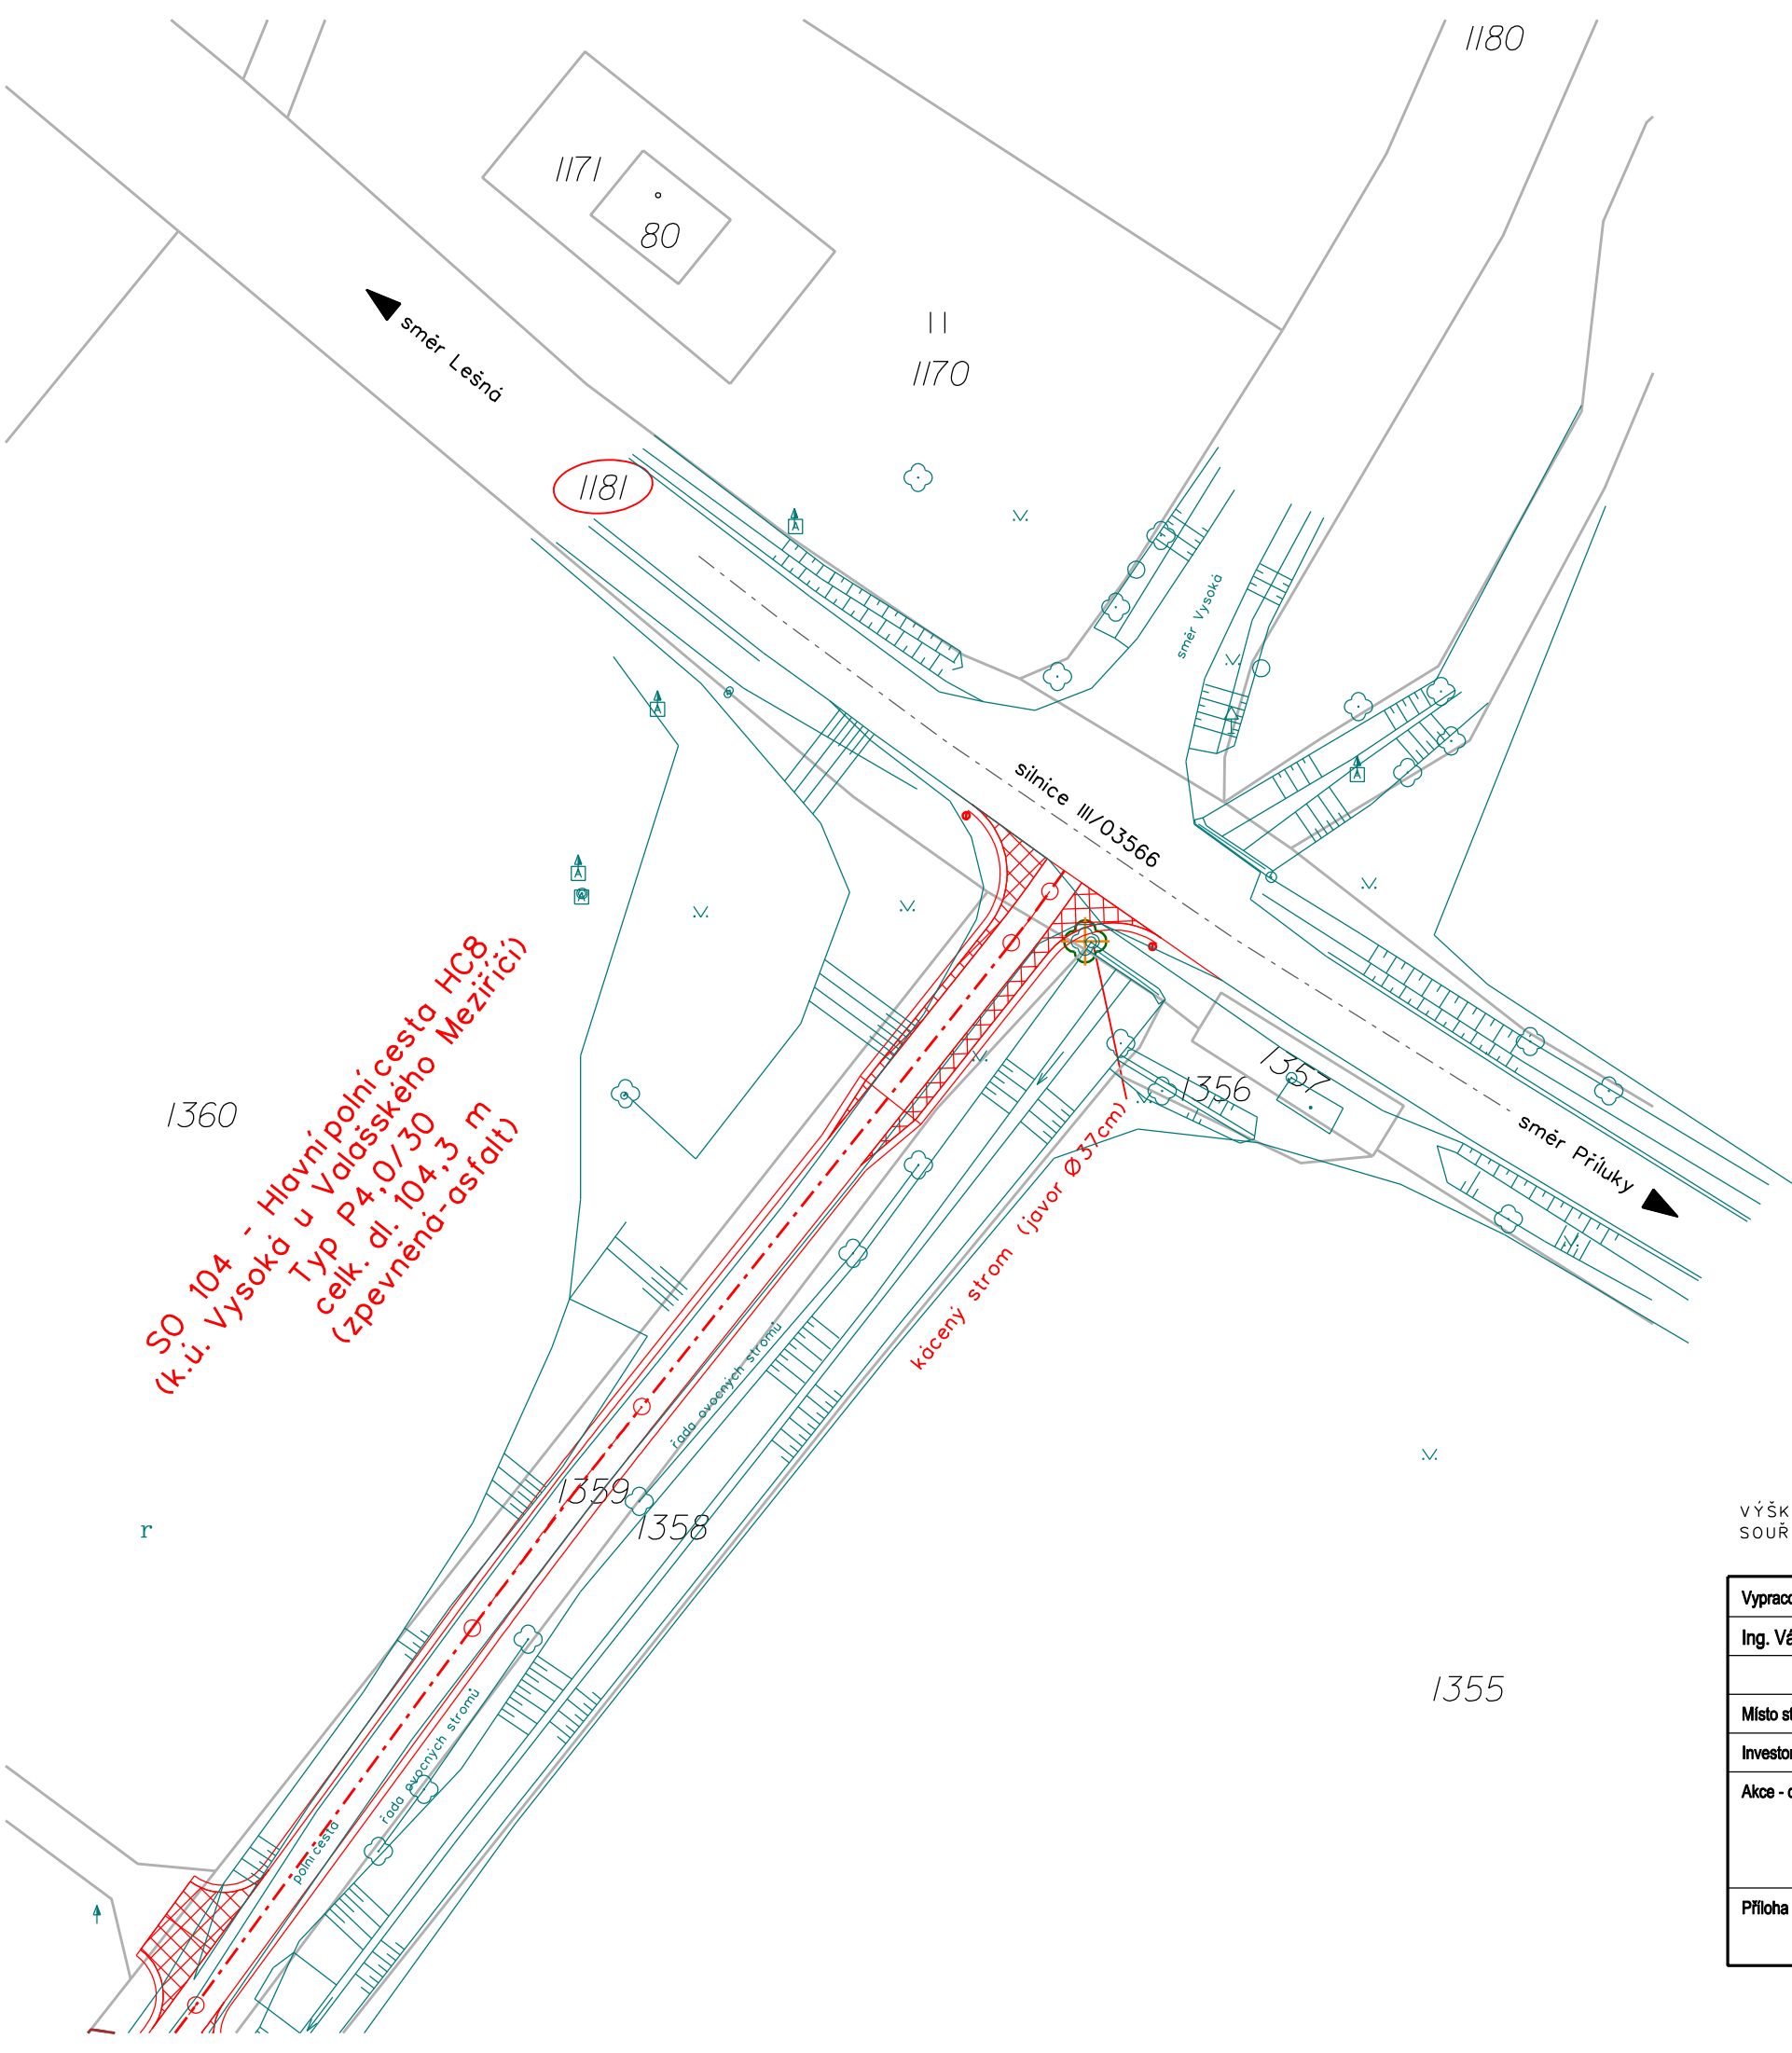 1180
1171
80
směr Lešná
1170
1181
směr Vysoká
silnice III/03566
SO 104 - Hlavní polní cesta HC8
(k.ú. Vysoká u Valašského Meziříčí)
Typ P4,0/30
celk. dl. 104,3 m
(zpevněná-asfalt)
1360
1357
1356
směr Příluky
kácený strom (javor Ø37cm)
řada ovocných stromů
1359
1358
r
1355
řada ovocných stromů
polní cesta
VÝŠK
SOUŘ
Vypraco
Ing. Vá
Místo st
Investor
Akce - 
Příloha